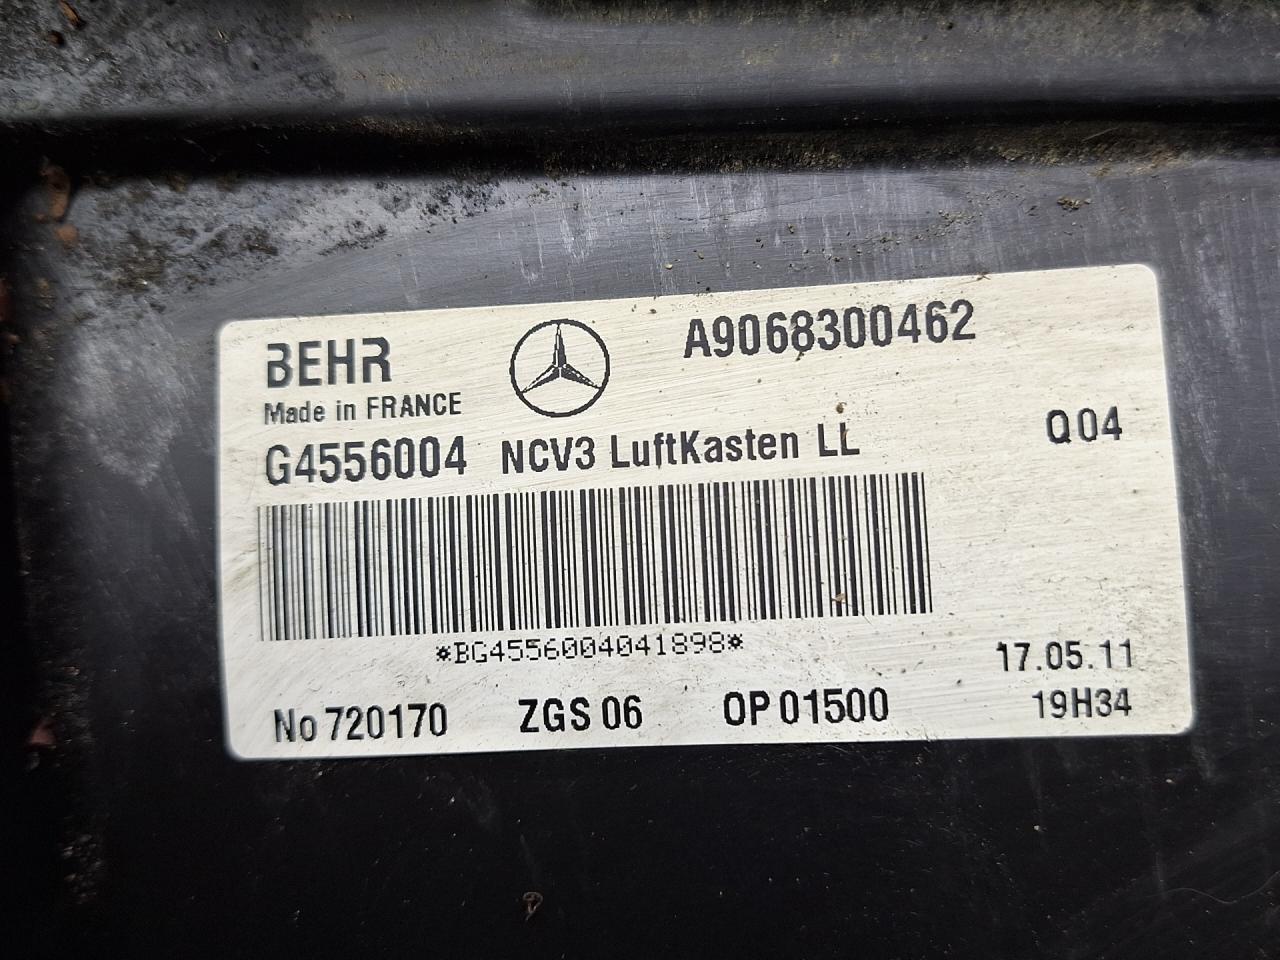 BEHR
A9068300462
Made in FRANCE
G4556004 NCV3 LuftKasten LL
Q04
*BG4556004041898*
17.05.11
No 720170 ZGS 06 OP 01500
19H34